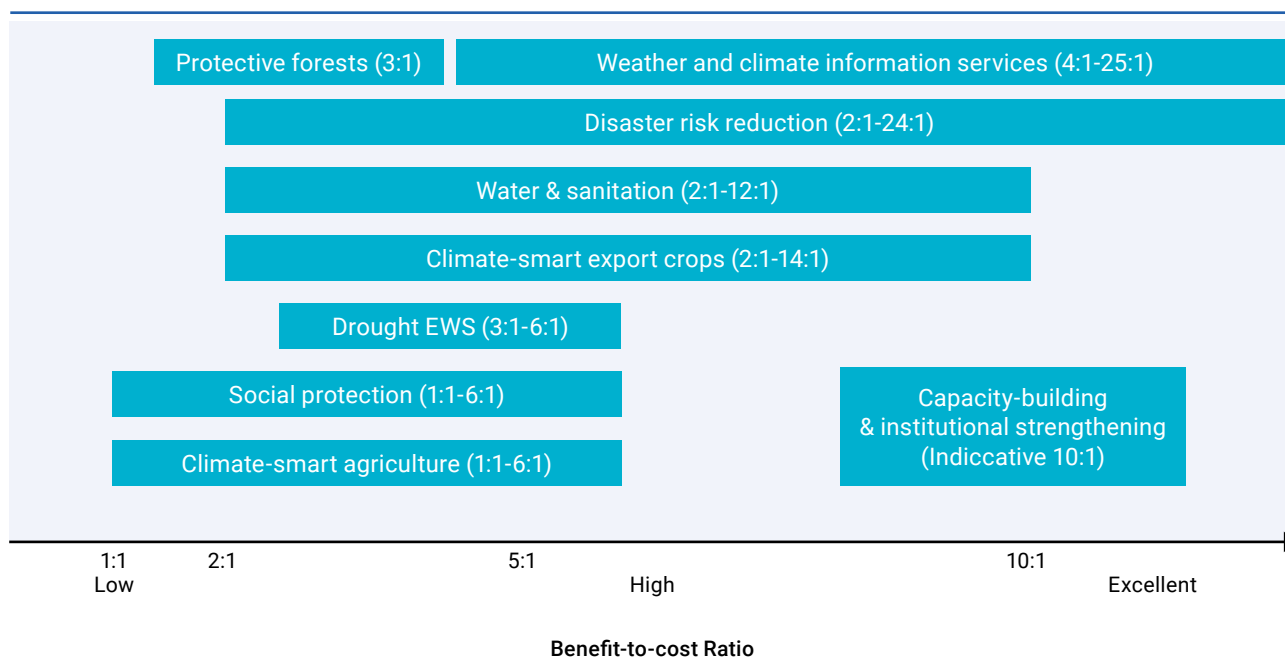 Protective forests (3:1)
Weather and climate information services (4:1-25:1)
Disaster risk reduction (2:1-24:1)
Water & sanitation (2:1-12:1)
Climate-smart export crops (2:1-14:1)
Drought EWS (3:1-6:1)
Social protection (1:1-6:1)
Capacity-building
& institutional strengthening
(Indiccative 10:1)
Climate-smart agriculture (1:1-6:1)
1:1
2:1
5:1
10:1
Low
High
Excellent
Benefit-to-cost Ratio